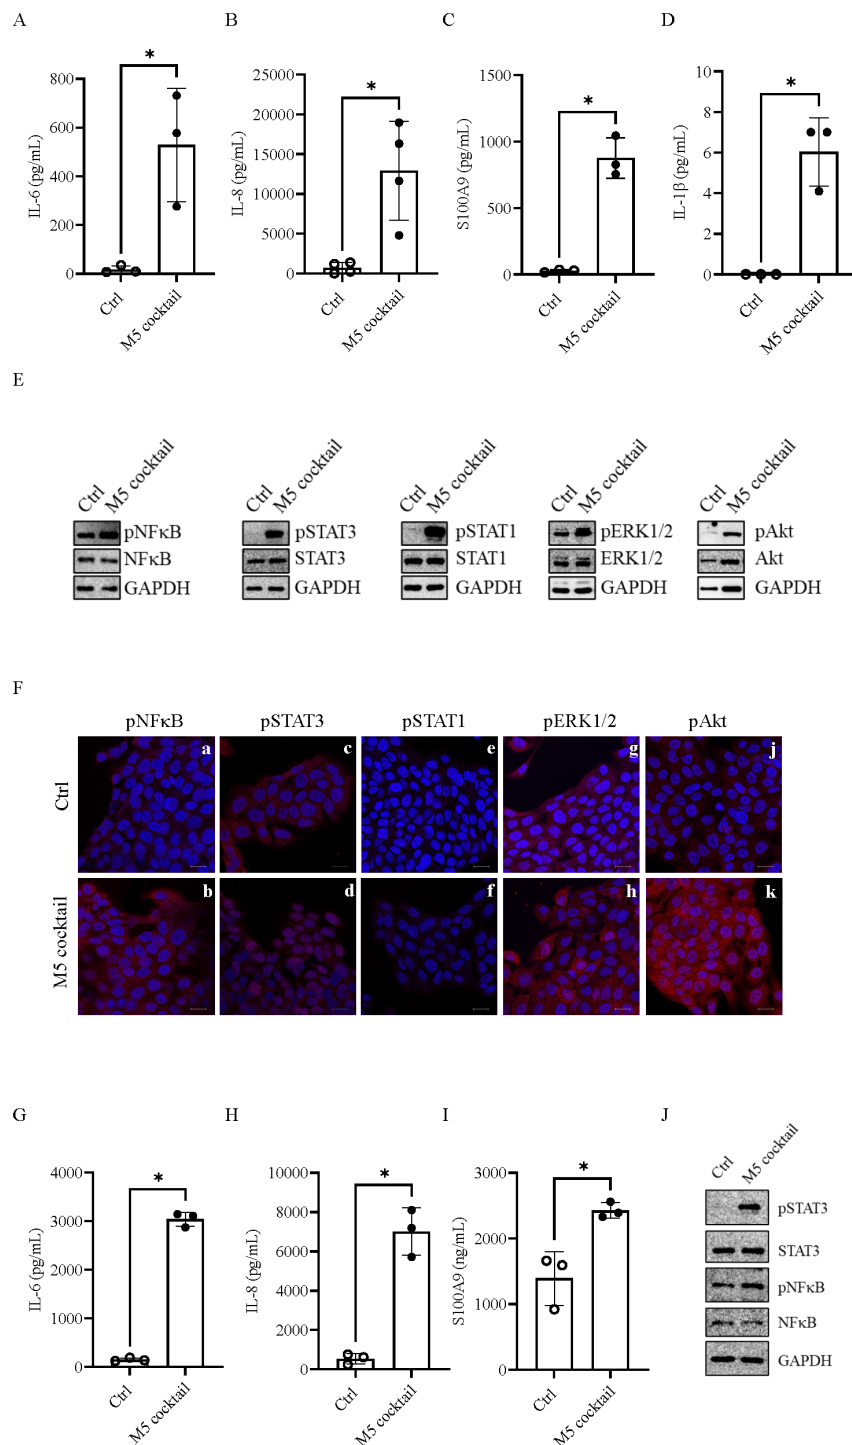 A
B
C
D
*
IL-6 (pg/mL)
800
600
400
200
0
Ctrl
M5 cocktail
*
IL-8 (pg/mL)
25000
20000
15000
10000
5000
0
Ctrl
M5 cocktail
*
S100A9 (pg/mL)
1500
1000
500
0
Ctrl
M5 cocktail
*
IL-1β (pg/mL)
10
8
6
4
2
0
Ctrl
M5 cocktail
E
Ctrl
M5 cocktail
pNFκB
NFκB
GAPDH
Ctrl
M5 cocktail
pSTAT3
STAT3
GAPDH
Ctrl
M5 cocktail
pSTAT1
STAT1
GAPDH
Ctrl
M5 cocktail
pERK1/2
ERK1/2
GAPDH
Ctrl
M5 cocktail
pAkt
Akt
GAPDH
F
pNFκB pSTAT3 pSTAT1 pERK1/2 pAkt
Ctrl
a c e g j
M5 cocktail
b d f h k
G
H
I
J
*
IL-6 (pg/mL)
4000
3000
2000
1000
0
Ctrl
M5 cocktail
*
IL-8 (pg/mL)
10000
8000
6000
4000
2000
0
Ctrl
M5 cocktail
*
S100A9 (ng/mL)
3000
2000
1000
0
Ctrl
M5 cocktail
Ctrl
M5 cocktail
pSTAT3
STAT3
pNFκB
NFκB
GAPDH